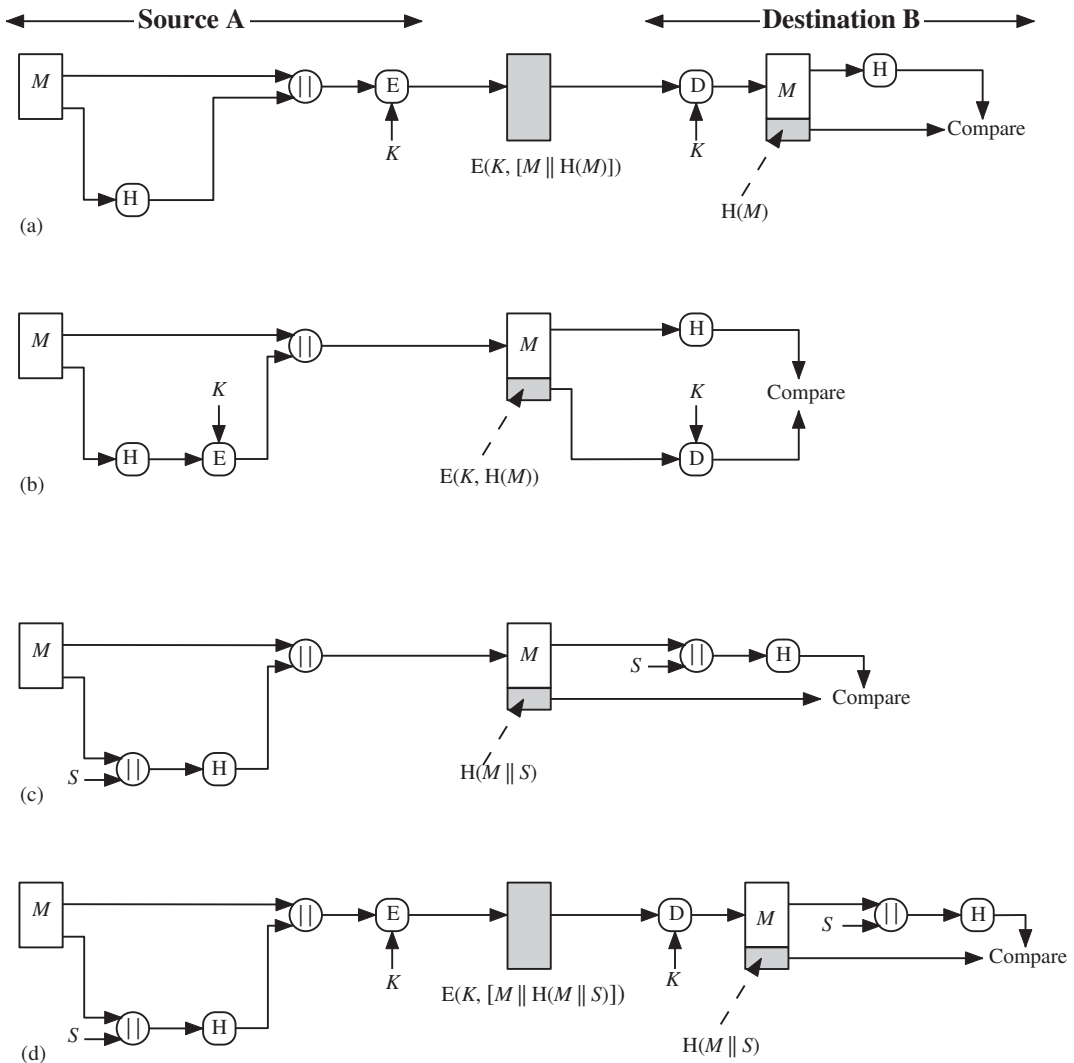 Source A
Destination B
M
||
E
K
E(K, [M || H(M)])
D
K
M
H
Compare
H(M)
H
(a)
M
||
H
K
E
M
E(K, H(M))
H
K
D
Compare
(b)
M
||
S
||
H
M
H(M || S)
S
||
H
Compare
(c)
M
||
S
||
H
E
K
E(K, [M || H(M || S)])
D
K
M
H(M || S)
S
||
H
Compare
(d)